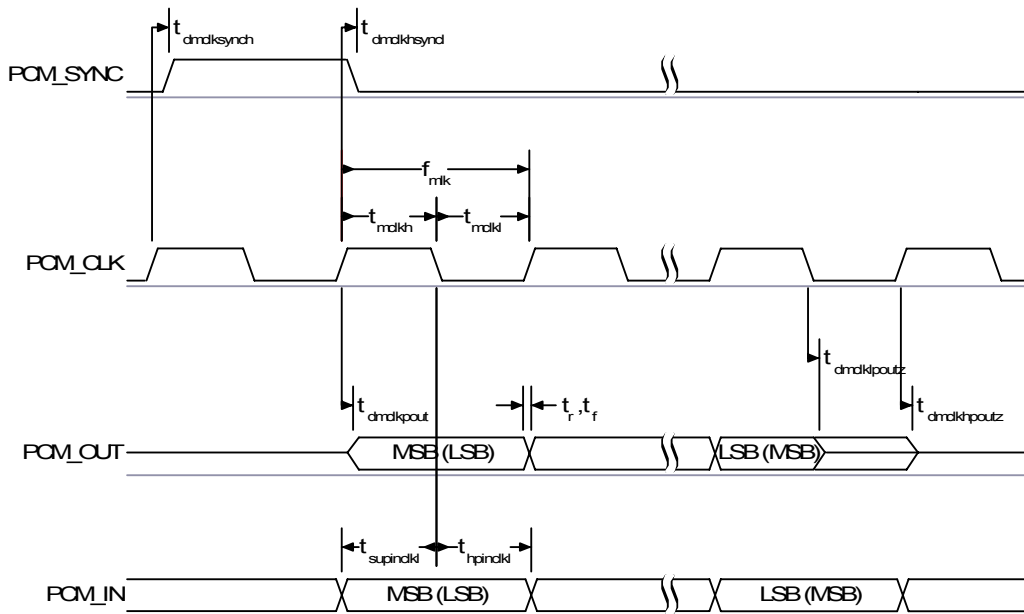 t dmclksynch
t dmclkhsyncl
PCM_SYNC
f mlk
t mclkh
t mclkl
PCM_CLK
t dmclklpoutz
t dmclkpout
t r ,t f
t dmclkhpoutz
PCM_OUT
MSB (LSB)
LSB (MSB)
t supinclkl
t hpinclkl
PCM_IN
MSB (LSB)
LSB (MSB)